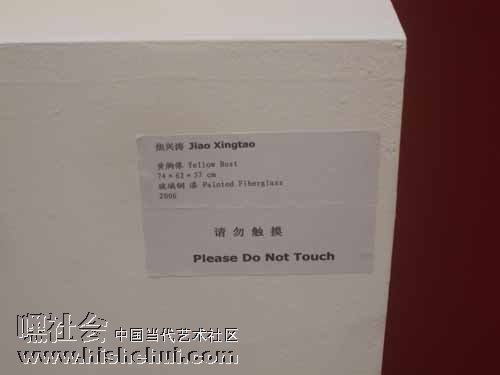 焦兴涛 Jiao Xingtao
黄胸像 Yellow Bust
74×62×37 cm
玻璃钢 漆 Painted Fiberglass
2006
请勿触摸
Please Do Not Touch
嘿社会 中国当代艺术社区
www.hishehui.com